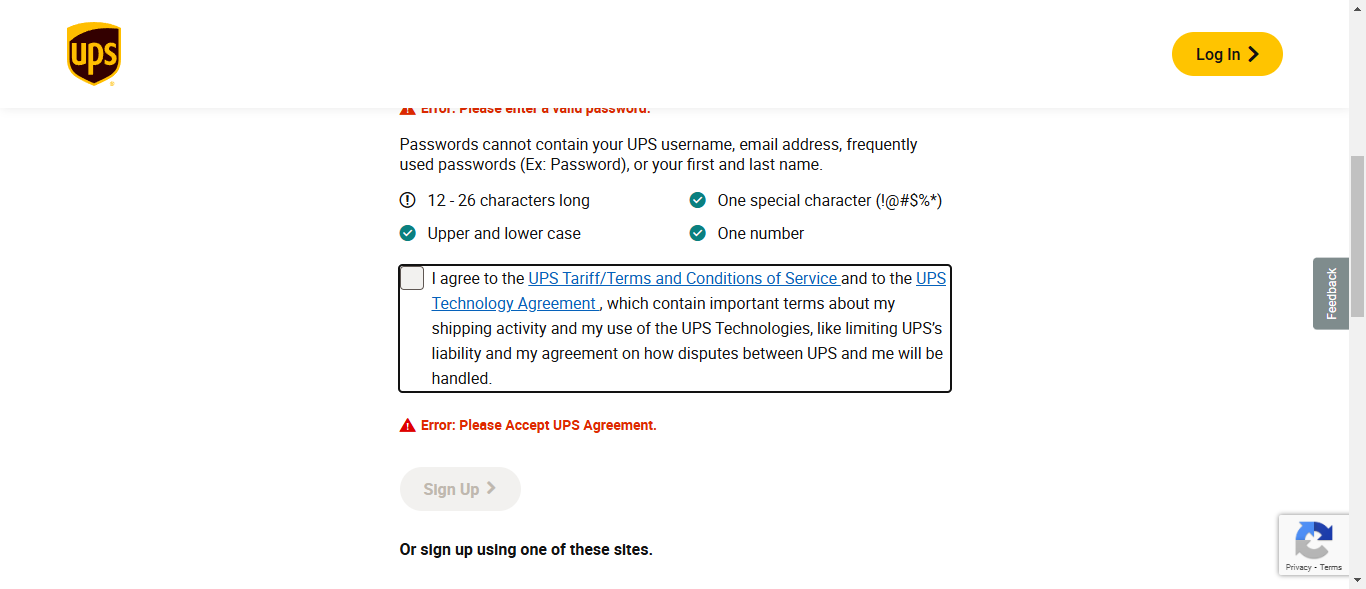 ups
Log In
Error: Please enter a valid password.
Passwords cannot contain your UPS username, email address, frequently
used passwords (Ex: Password), or your first and last name.
12 - 26 characters long
One special character (!@#$%*)
Upper and lower case
One number
I agree to the UPS Tariff/Terms and Conditions of Service and to the UPS
Technology Agreement , which contain important terms about my
shipping activity and my use of the UPS Technologies, like limiting UPS’s
liability and my agreement on how disputes between UPS and me will be
handled.
Feedback
Error: Please Accept UPS Agreement.
Sign Up
Or sign up using one of these sites.
Privacy - Terms